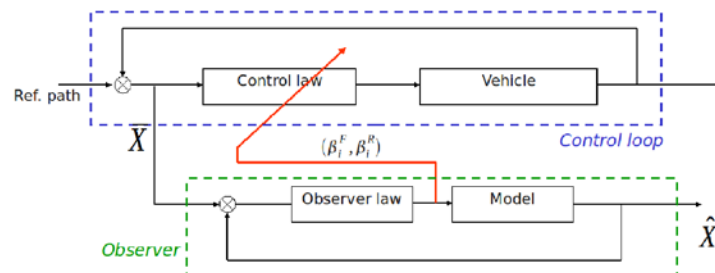 Control law
Vehicle
Ref. path
X̄
(β_i^F, β_i^R)
Control loop
Observer law
Model
Observer
X̂